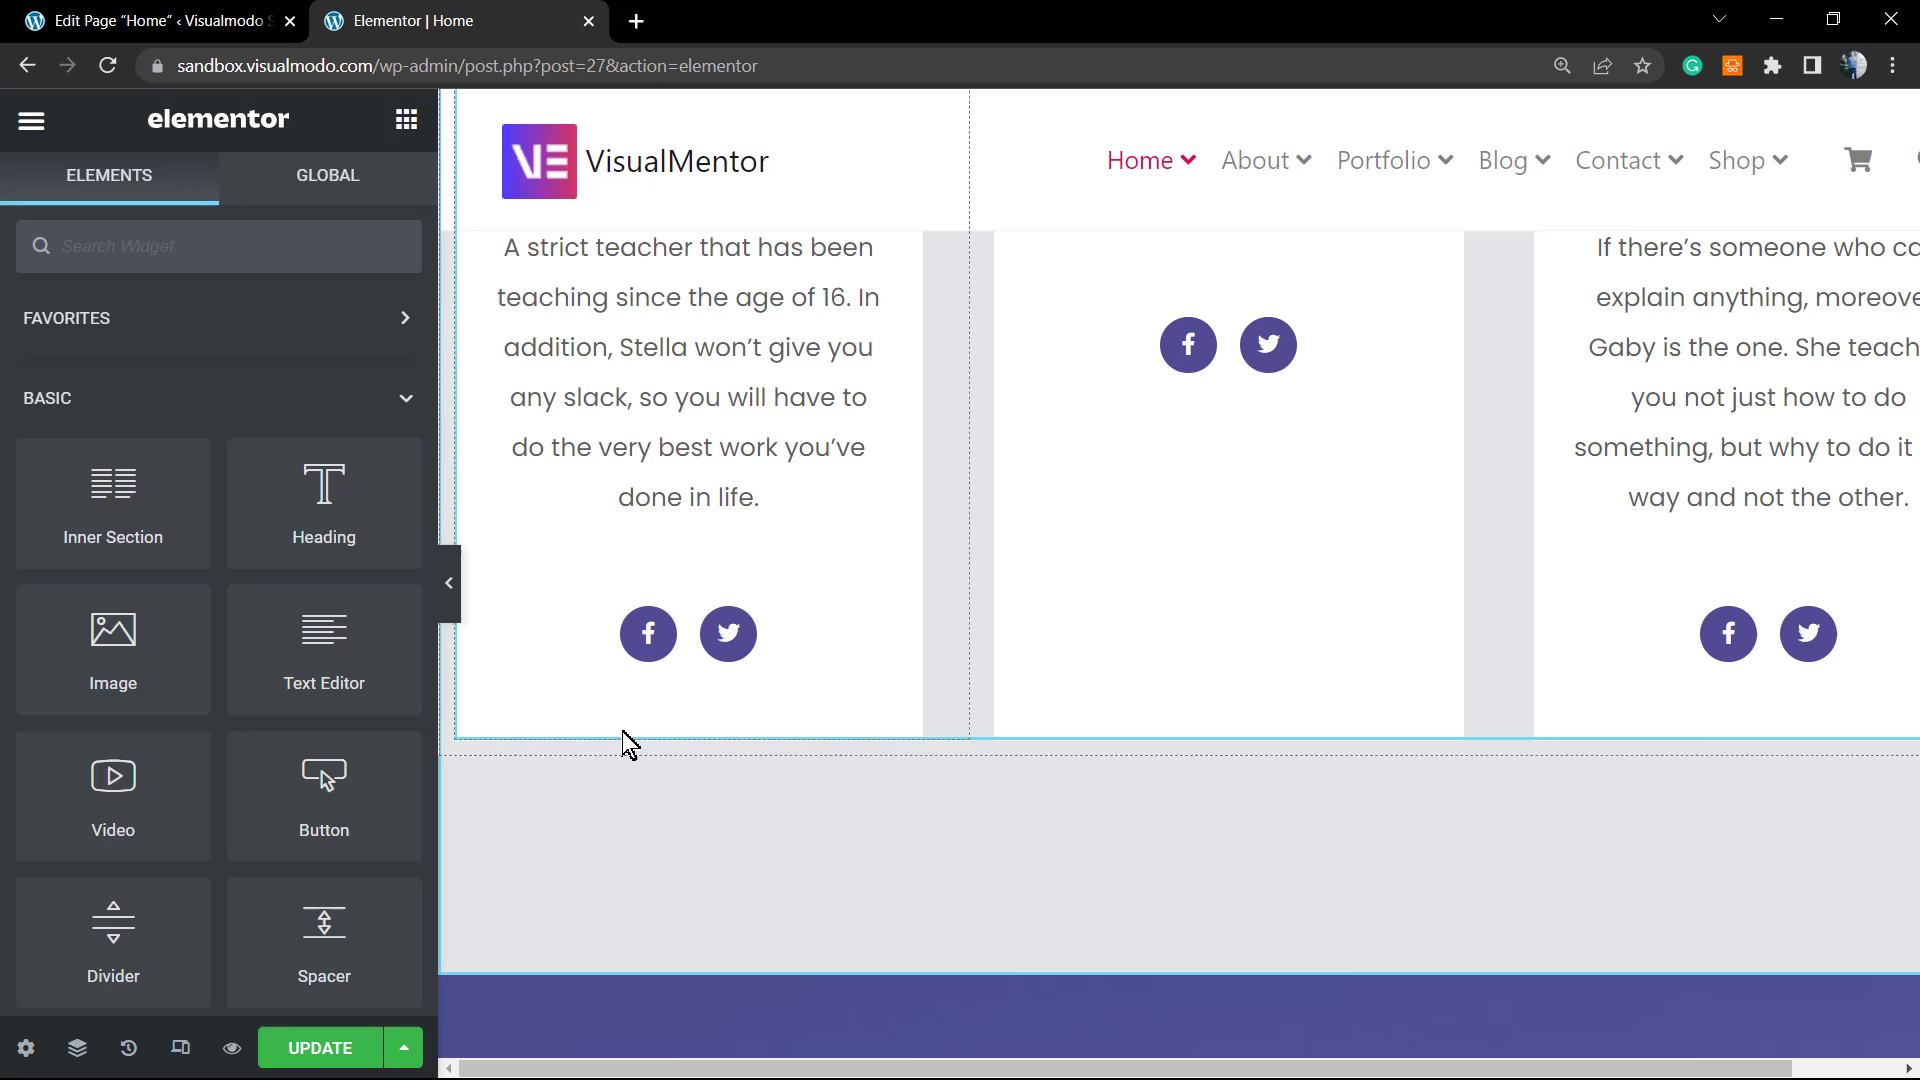 Edit Page “Home” ‹ Visualmodo S
Elementor | Home
sandbox.visualmodo.com/wp-admin/post.php?post=27&action=elementor
elementor
ELEMENTS
GLOBAL
Search Widget...
FAVORITES
BASIC
Inner Section
Heading
Image
Text Editor
Video
Button
Divider
Spacer
UPDATE
VE VisualMentor
Home
About
Portfolio
Blog
Contact
Shop
A strict teacher that has been
teaching since the age of 16. In
addition, Stella won’t give you
any slack, so you will have to
do the very best work you’ve
done in life.
If there’s someone who ca
explain anything, moreove
Gaby is the one. She teach
you not just how to do
something, but why to do it
way and not the other.